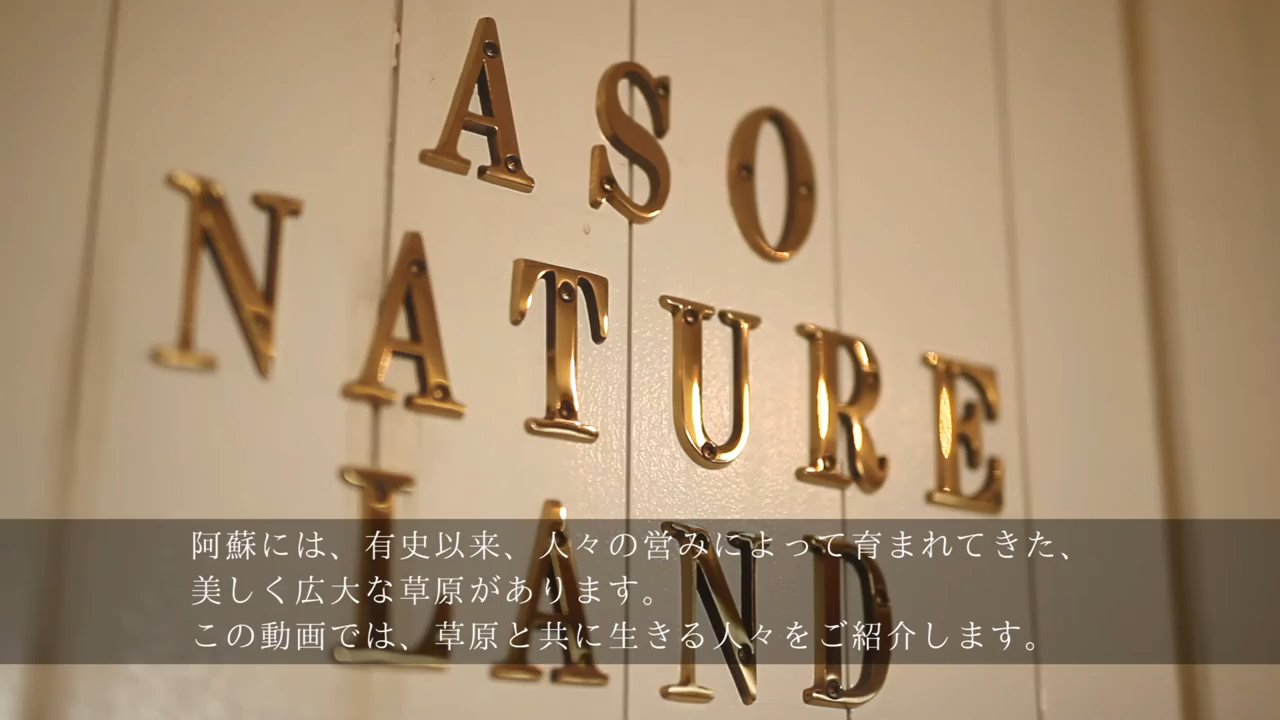 ASO
NATURE
LAND
阿蘇には、有史以来、人々の営みによって育まれてきた、
美しく広大な草原があります。
この動画では、草原と共に生きる人々をご紹介します。